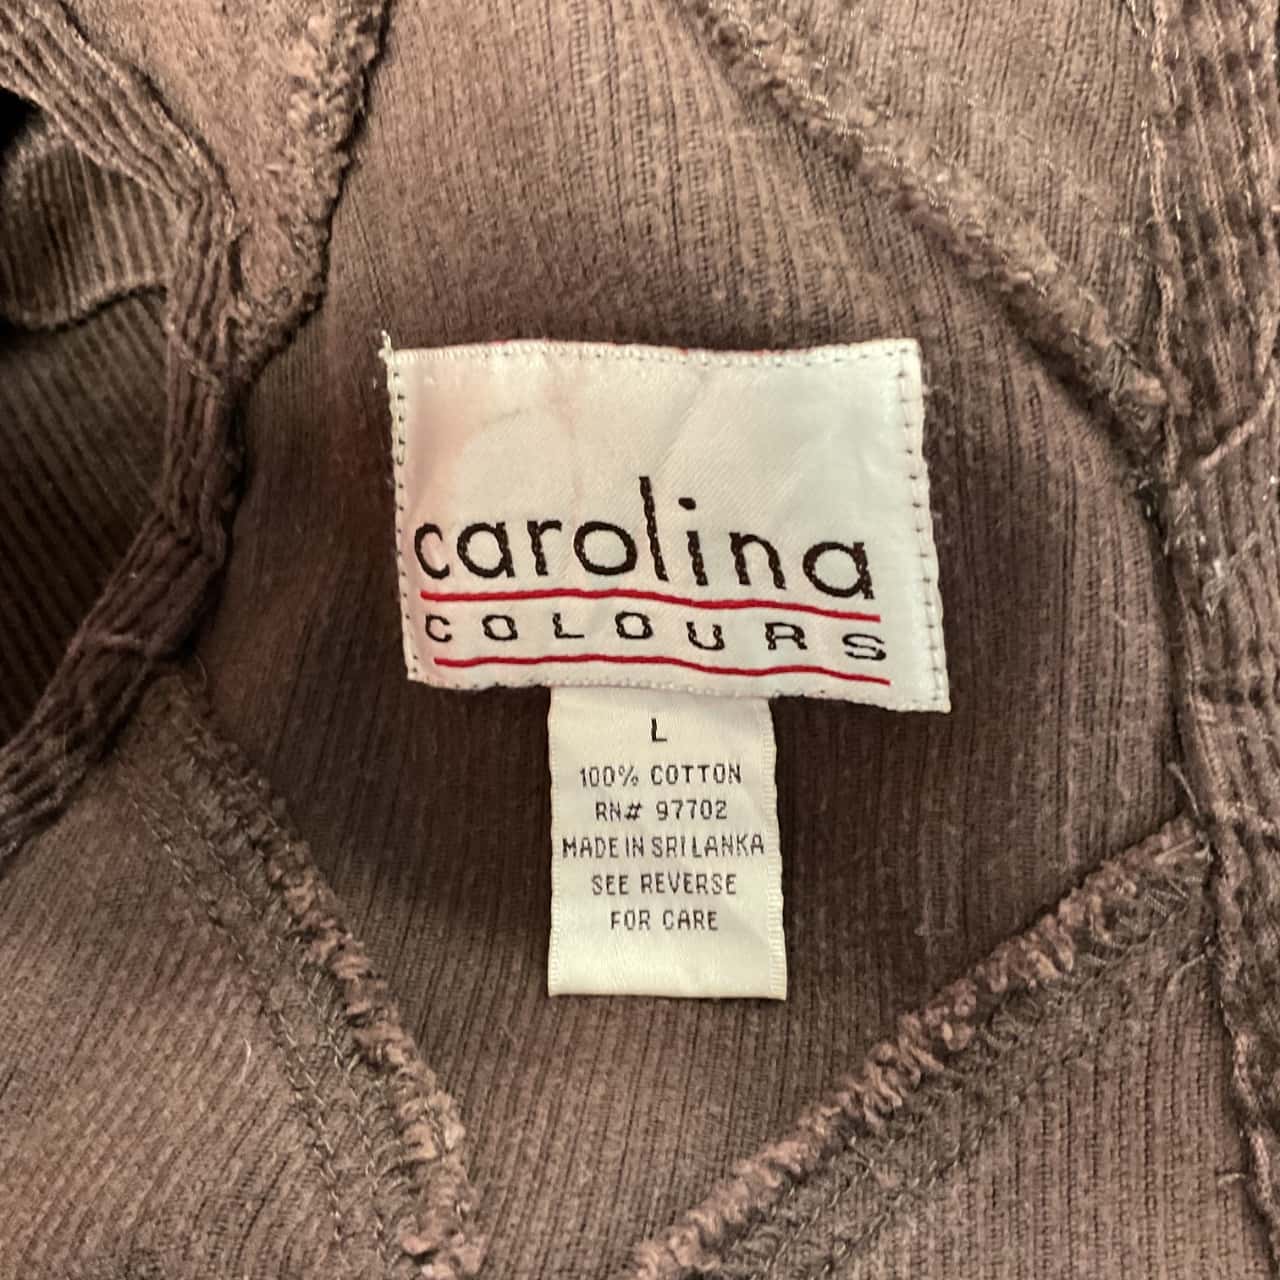 carolina
COLOURS
L
100% COTTON
RN# 97702
MADE IN SRI LANKA
SEE REVERSE
FOR CARE